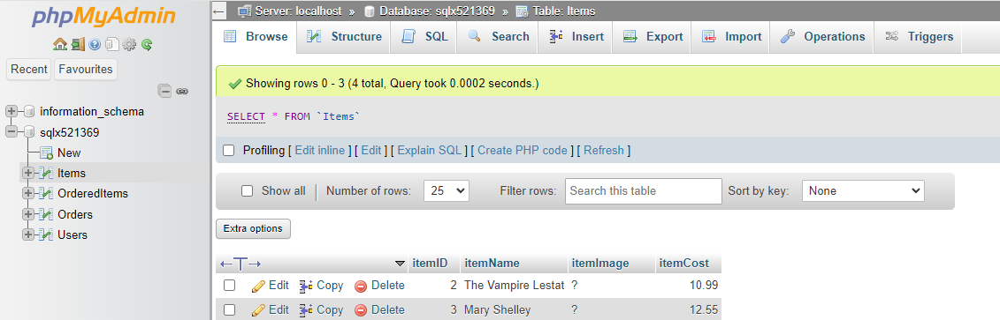 phpMyAdmin
Recent Favourites
information_schema
sqlx521369
New
Items
OrderedItems
Orders
Users
Server: localhost » Database: sqlx521369 » Table: Items
Browse Structure SQL Search Insert Export Import Operations Triggers
Showing rows 0 - 3 (4 total, Query took 0.0002 seconds.)
SELECT * FROM `Items`
Profiling [ Edit inline ] [ Edit ] [ Explain SQL ] [ Create PHP code ] [ Refresh ]
Show all Number of rows: 25 Filter rows: Search this table Sort by key: None
Extra options
itemID itemName itemImage itemCost
Edit Copy Delete 2 The Vampire Lestat ? 10.99
Edit Copy Delete 3 Mary Shelley ? 12.55